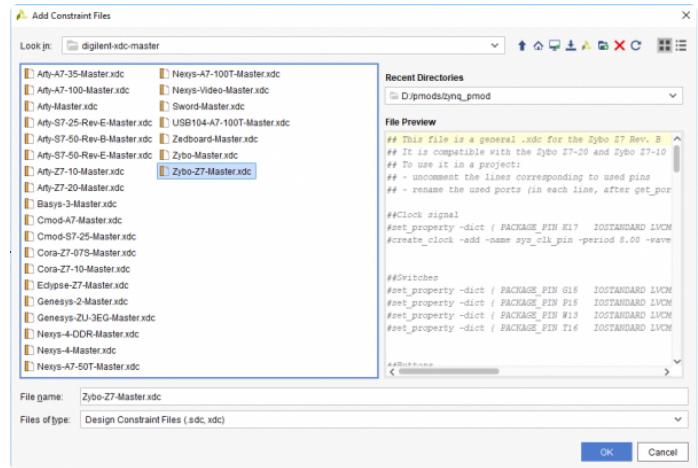 Add Constraint Files
Look in: digilent-xdc-master
Arty-A7-35-Master.xdc
Arty-A7-100-Master.xdc
Arty-Master.xdc
Arty-S7-25-Rev-E-Master.xdc
Arty-S7-50-Rev-B-Master.xdc
Arty-S7-50-Rev-E-Master.xdc
Arty-Z7-10-Master.xdc
Arty-Z7-20-Master.xdc
Basys-3-Master.xdc
Cmod-A7-Master.xdc
Cmod-S7-25-Master.xdc
Cora-Z7-07S-Master.xdc
Cora-Z7-10-Master.xdc
Eclypse-Z7-Master.xdc
Genesys-2-Master.xdc
Genesys-ZU-3EG-Master.xdc
Nexys-4-DDR-Master.xdc
Nexys-4-Master.xdc
Nexys-A7-50T-Master.xdc
Nexys-A7-100T-Master.xdc
Nexys-Video-Master.xdc
Sword-Master.xdc
USB104-A7-100T-Master.xdc
Zedboard-Master.xdc
Zybo-Master.xdc
Zybo-Z7-Master.xdc
Recent Directories
D:/pmods/zynq_pmod
File Preview
## This file is a general .xdc for the Zybo Z7 Rev. B
## It is compatible with the Zybo Z7-20 and Zybo Z7-10
## To use it in a project:
## - uncomment the lines corresponding to used pins
## - rename the used ports (in each line, after get_por
##Clock signal
#set_property -dict { PACKAGE_PIN K17 IOSTANDARD LVCM
#create_clock -add -name sys_clk_pin -period 8.00 -wave
##Switches
#set_property -dict { PACKAGE_PIN G15 IOSTANDARD LVCM
#set_property -dict { PACKAGE_PIN P15 IOSTANDARD LVCM
#set_property -dict { PACKAGE_PIN W13 IOSTANDARD LVCM
#set_property -dict { PACKAGE_PIN T16 IOSTANDARD LVCM
##Buttons
File name: Zybo-Z7-Master.xdc
Files of type: Design Constraint Files (.sdc, xdc)
OK
Cancel